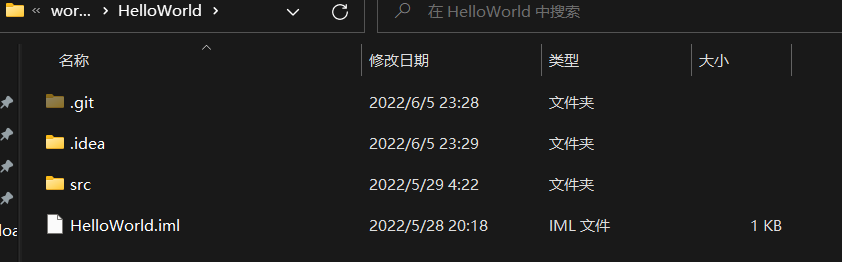 « wor... > HelloWorld > 在 HelloWorld 中搜索
名称 修改日期 类型 大小
.git 2022/6/5 23:28 文件夹
.idea 2022/6/5 23:29 文件夹
src 2022/5/29 4:22 文件夹
HelloWorld.iml 2022/5/28 20:18 IML 文件 1 KB